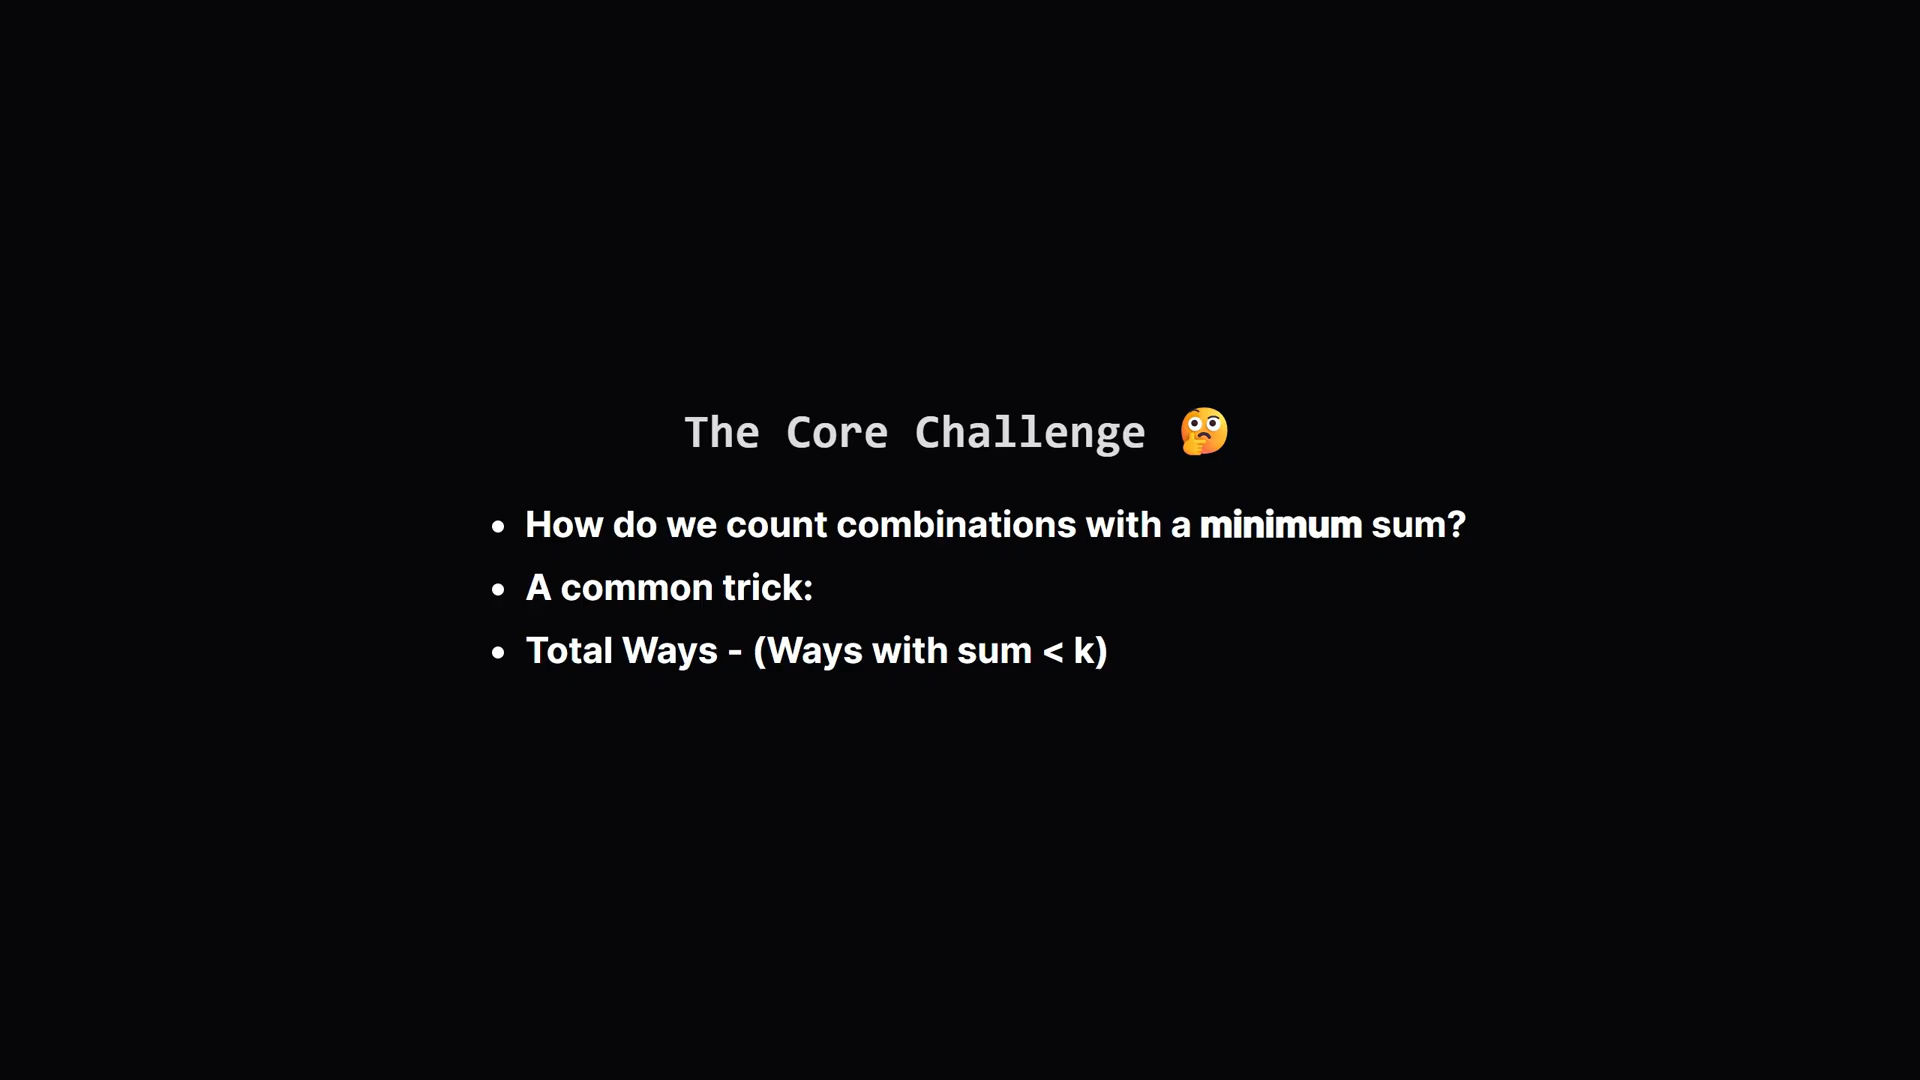 The Core Challenge 🤔
• How do we count combinations with a minimum sum?
• A common trick:
• Total Ways - (Ways with sum < k)